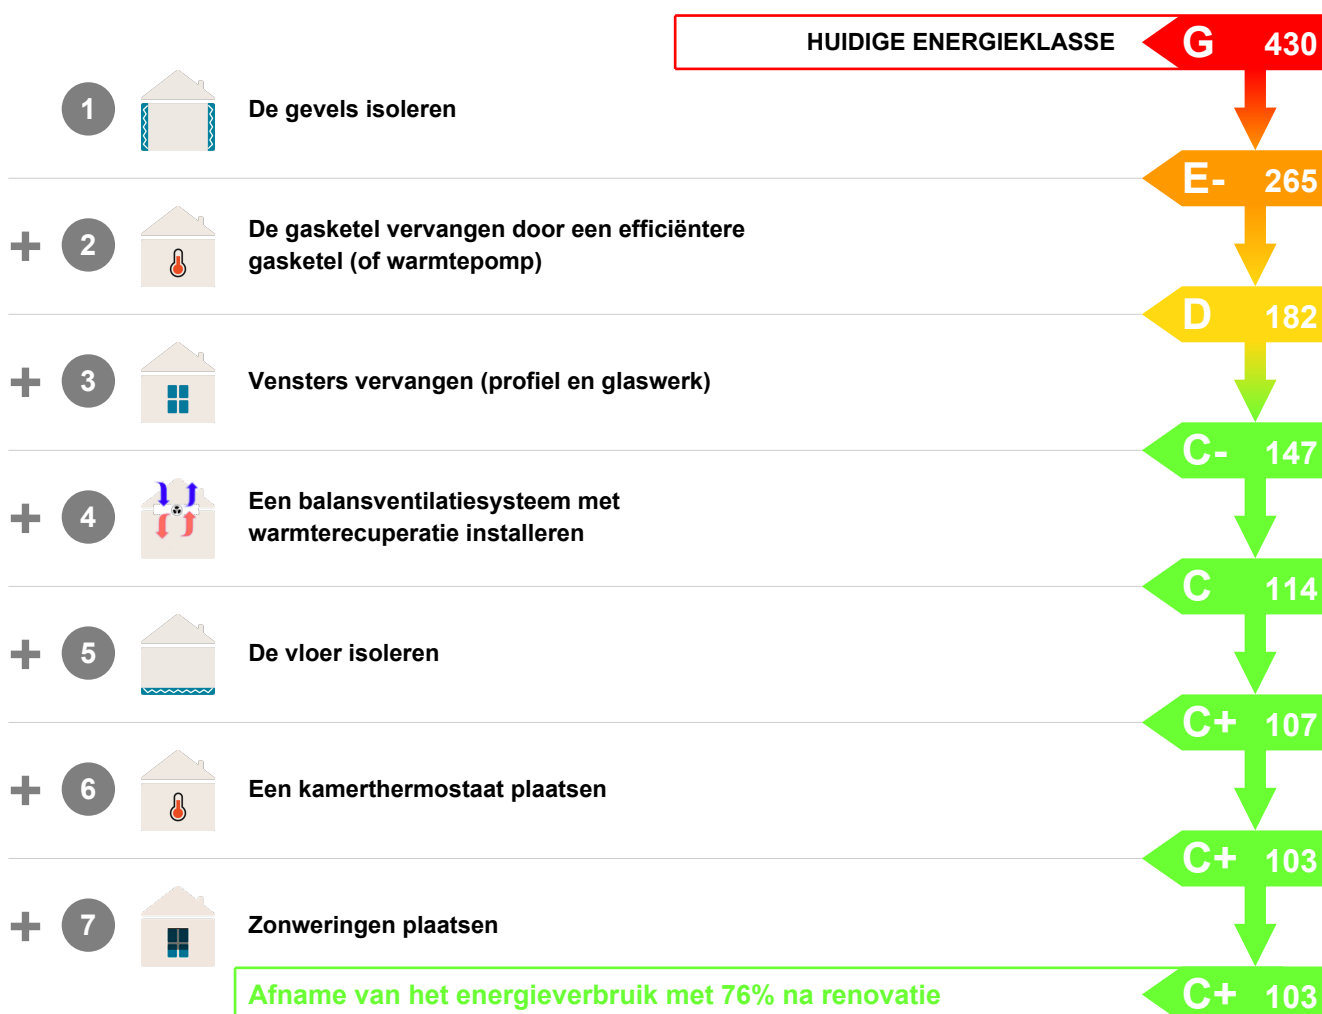 HUIDIGE ENERGIEKLASSE G 430
1 De gevels isoleren
E- 265
+ 2 De gasketel vervangen door een efficiëntere
gasketel (of warmtepomp)
D 182
+ 3 Vensters vervangen (profiel en glaswerk)
C- 147
+ 4 Een balansventilatiesysteem met
warmterecuperatie installeren
C 114
+ 5 De vloer isoleren
C+ 107
+ 6 Een kamerthermostaat plaatsen
C+ 103
+ 7 Zonweringen plaatsen
Afname van het energieverbruik met 76% na renovatie C+ 103